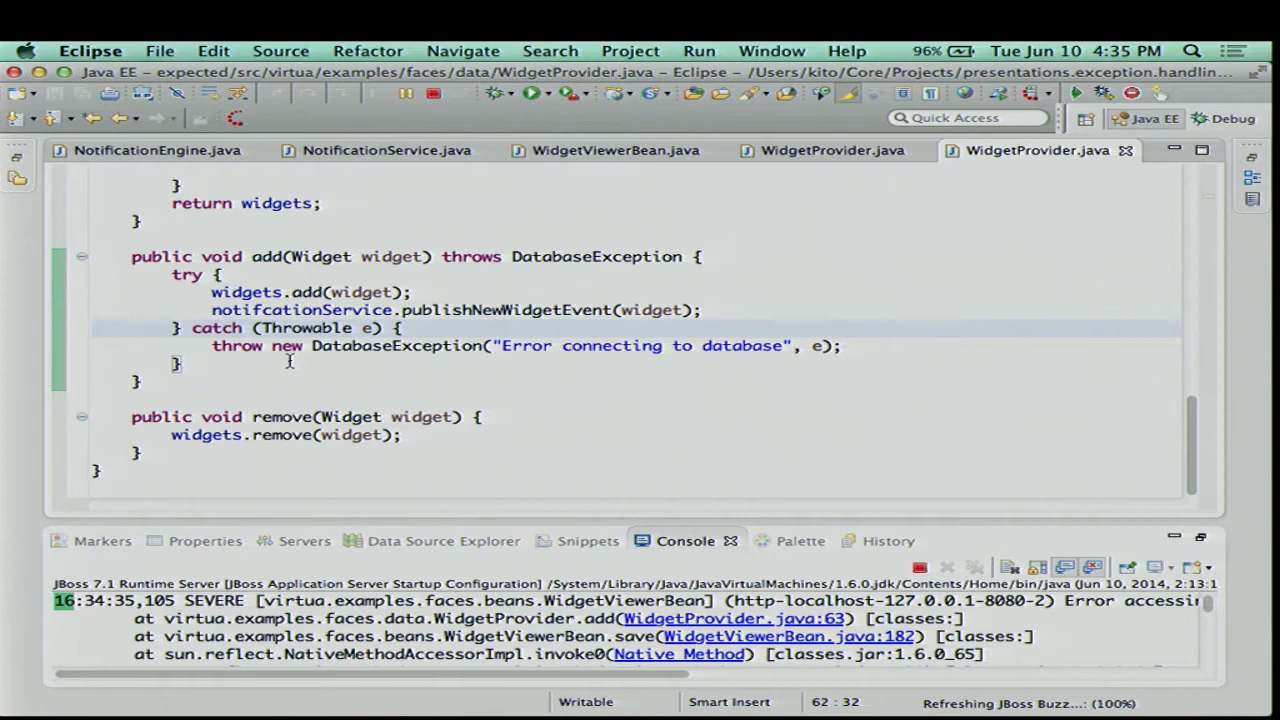 Eclipse File Edit Source Refactor Navigate Search Project Run Window Help 96% Tue Jun 10 4:35 PM
Java EE – expected/src/virtua/examples/faces/data/WidgetProvider.java – Eclipse – /Users/kito/Core/Projects/presentations.exception.handlin...
Quick Access Java EE Debug
NotificationEngine.java NotificationService.java WidgetViewerBean.java WidgetProvider.java WidgetProvider.java
}
return widgets;
}
public void add(Widget widget) throws DatabaseException {
try {
widgets.add(widget);
notifcationService.publishNewWidgetEvent(widget);
} catch (Throwable e) {
throw new DatabaseException("Error connecting to database", e);
}
}
public void remove(Widget widget) {
widgets.remove(widget);
}
}
Markers Properties Servers Data Source Explorer Snippets Console Palette History
JBoss 7.1 Runtime Server [JBoss Application Server Startup Configuration] /System/Library/Java/JavaVirtualMachines/1.6.0.jdk/Contents/Home/bin/java (Jun 10, 2014, 2:13:1
16:34:35,105 SEVERE [virtua.examples.faces.beans.WidgetViewerBean] (http-localhost-127.0.0.1-8080-2) Error accessin
at virtua.examples.faces.data.WidgetProvider.add(WidgetProvider.java:63) [classes:]
at virtua.examples.faces.beans.WidgetViewerBean.save(WidgetViewerBean.java:182) [classes:]
at sun.reflect.NativeMethodAccessorImpl.invoke0(Native Method) [classes.jar:1.6.0_65]
Writable Smart Insert 62 : 32 Refreshing JBoss Buzz...: (100%)